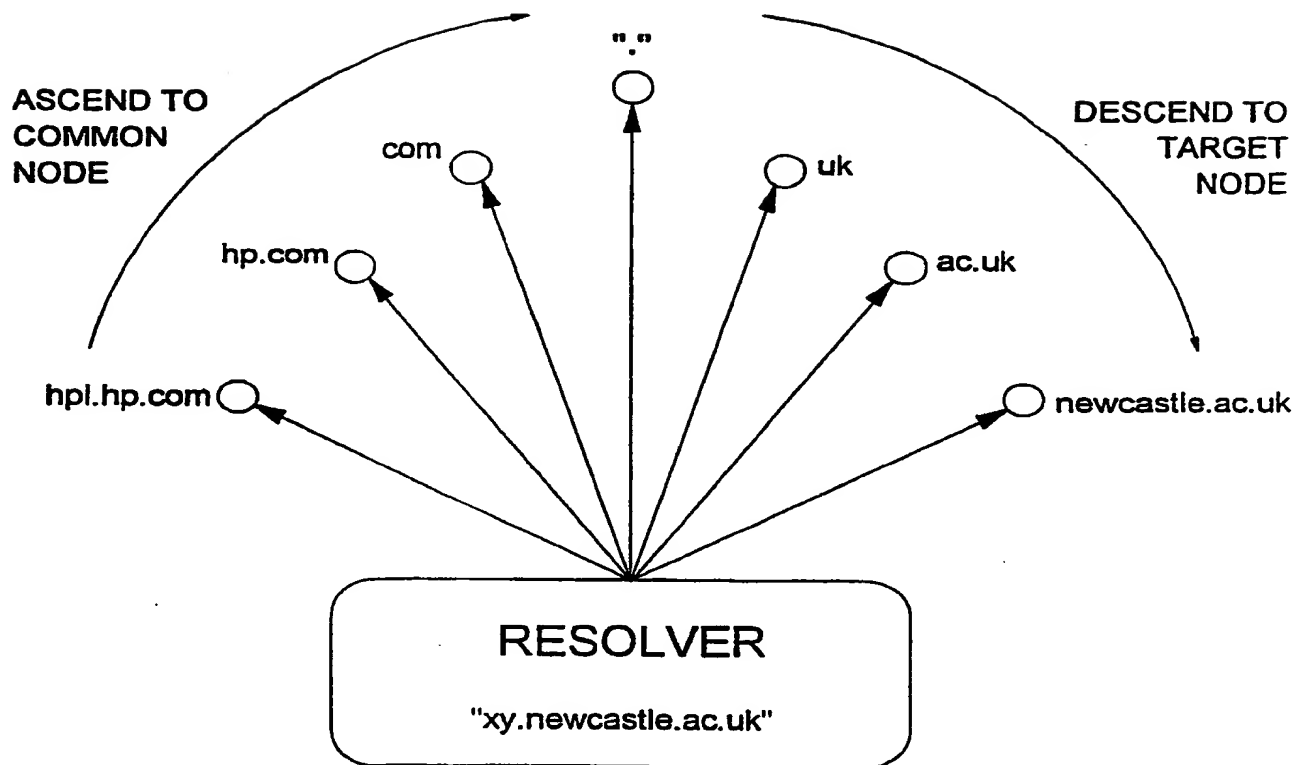 "."
ASCEND TO
COMMON
NODE
DESCEND TO
TARGET
NODE
com
uk
hp.com
ac.uk
hpl.hp.com
newcastle.ac.uk
RESOLVER
"xy.newcastle.ac.uk"